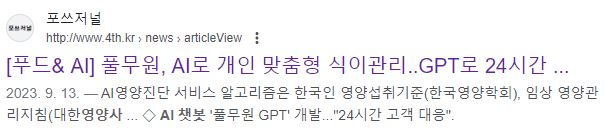 포쓰저널
포쓰저널
http://www.4th.kr › news › articleView
[푸드& AI] 풀무원, AI로 개인 맞춤형 식이관리..GPT로 24시간 ...
2023. 9. 13. — AI영양진단 서비스 알고리즘은 한국인 영양섭취기준(한국영양학회), 임상 영양관
리지침(대한영양사 ... ◇ AI 챗봇 '풀무원 GPT' 개발..."24시간 고객 대응".